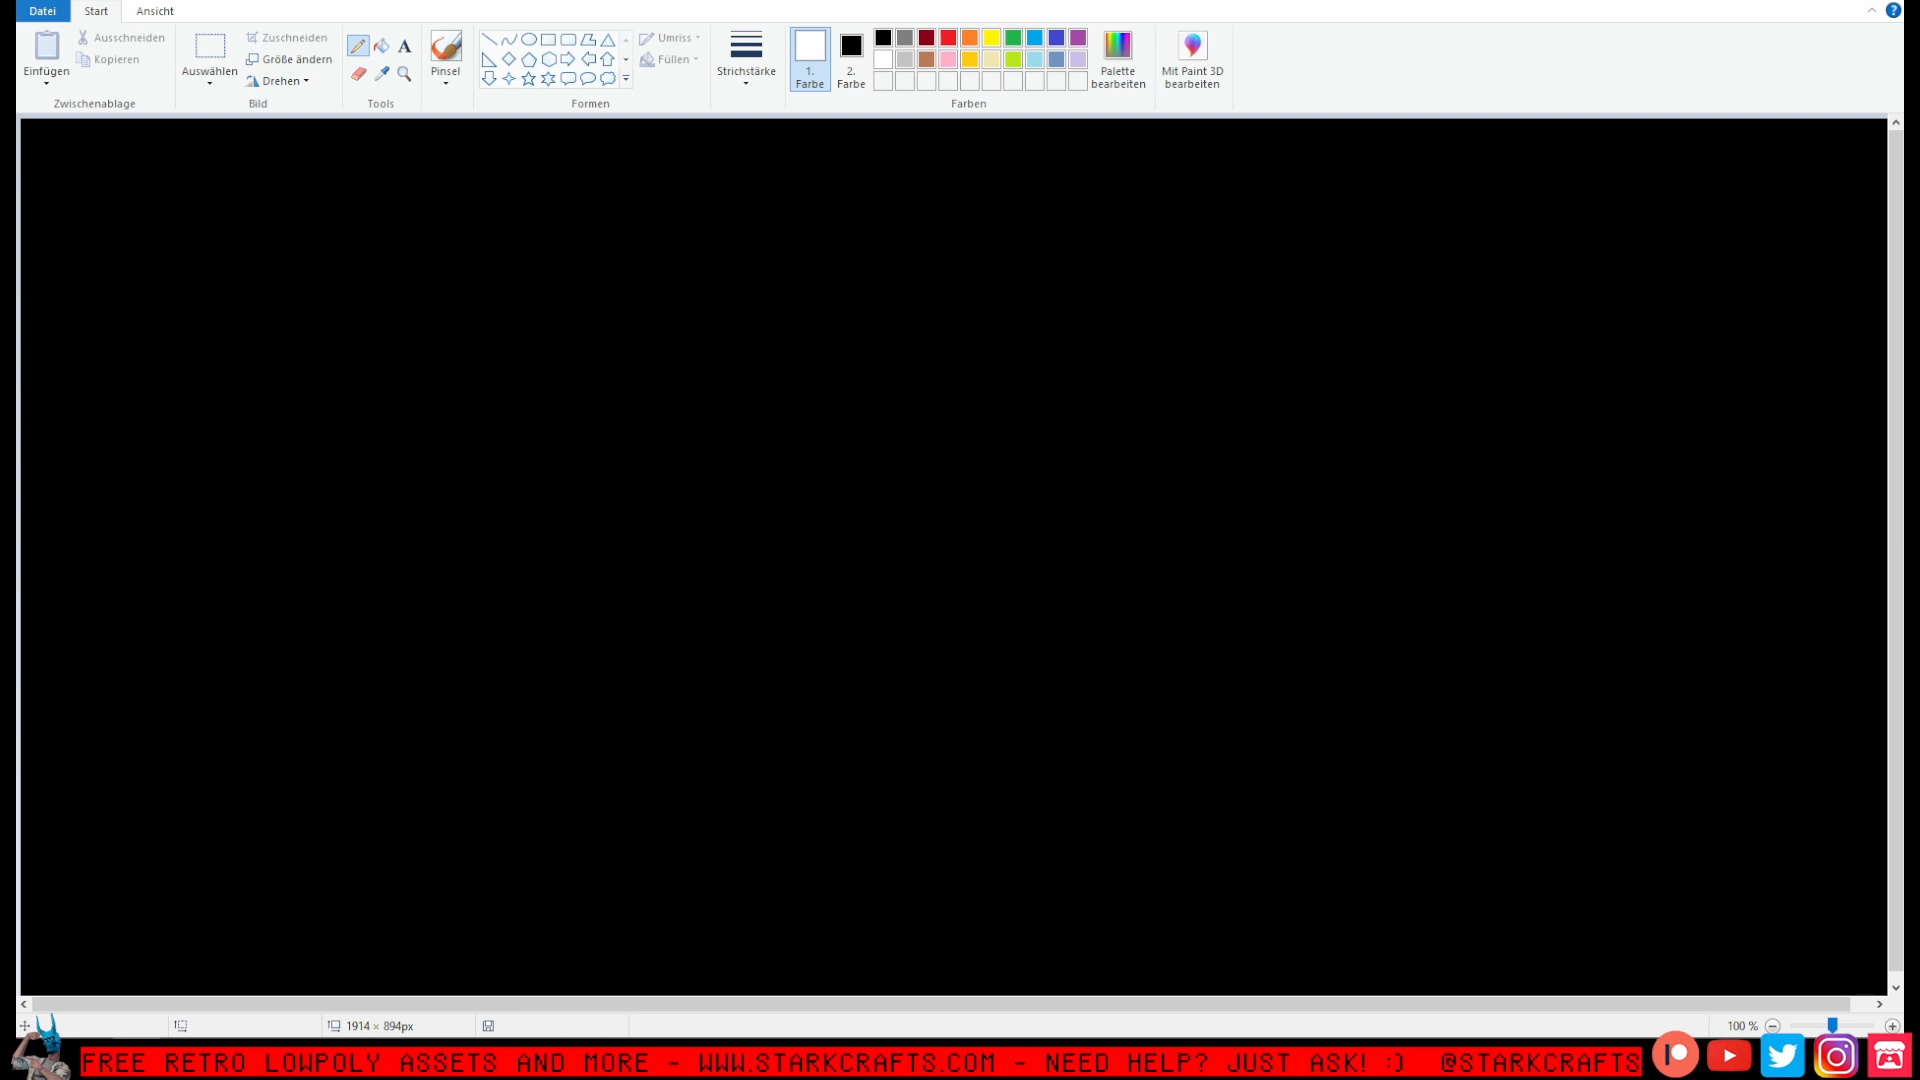 Datei Start Ansicht
Einfügen
Ausschneiden
Kopieren
Zwischenablage
Auswählen
Zuschneiden
Größe ändern
Drehen
Bild
A
Tools
Pinsel
Formen
Umriss
Füllen
Strichstärke
1.
Farbe
2.
Farbe
Farben
Palette
bearbeiten
Mit Paint 3D
bearbeiten
1914 × 894px
100 %
FREE RETRO LOWPOLY ASSETS AND MORE - WWW.STARKCRAFTS.COM - NEED HELP? JUST ASK! :) @STARKCRAFTS